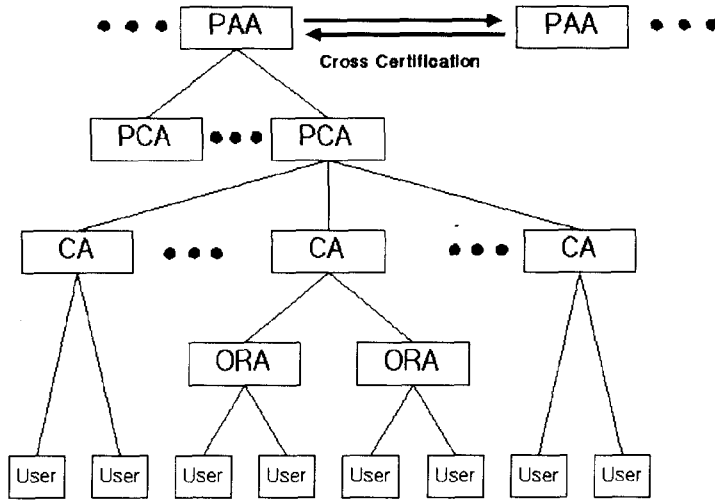 PAA PAA
Cross Certification
PCA PCA
CA CA CA
ORA ORA
User User User User User User User User